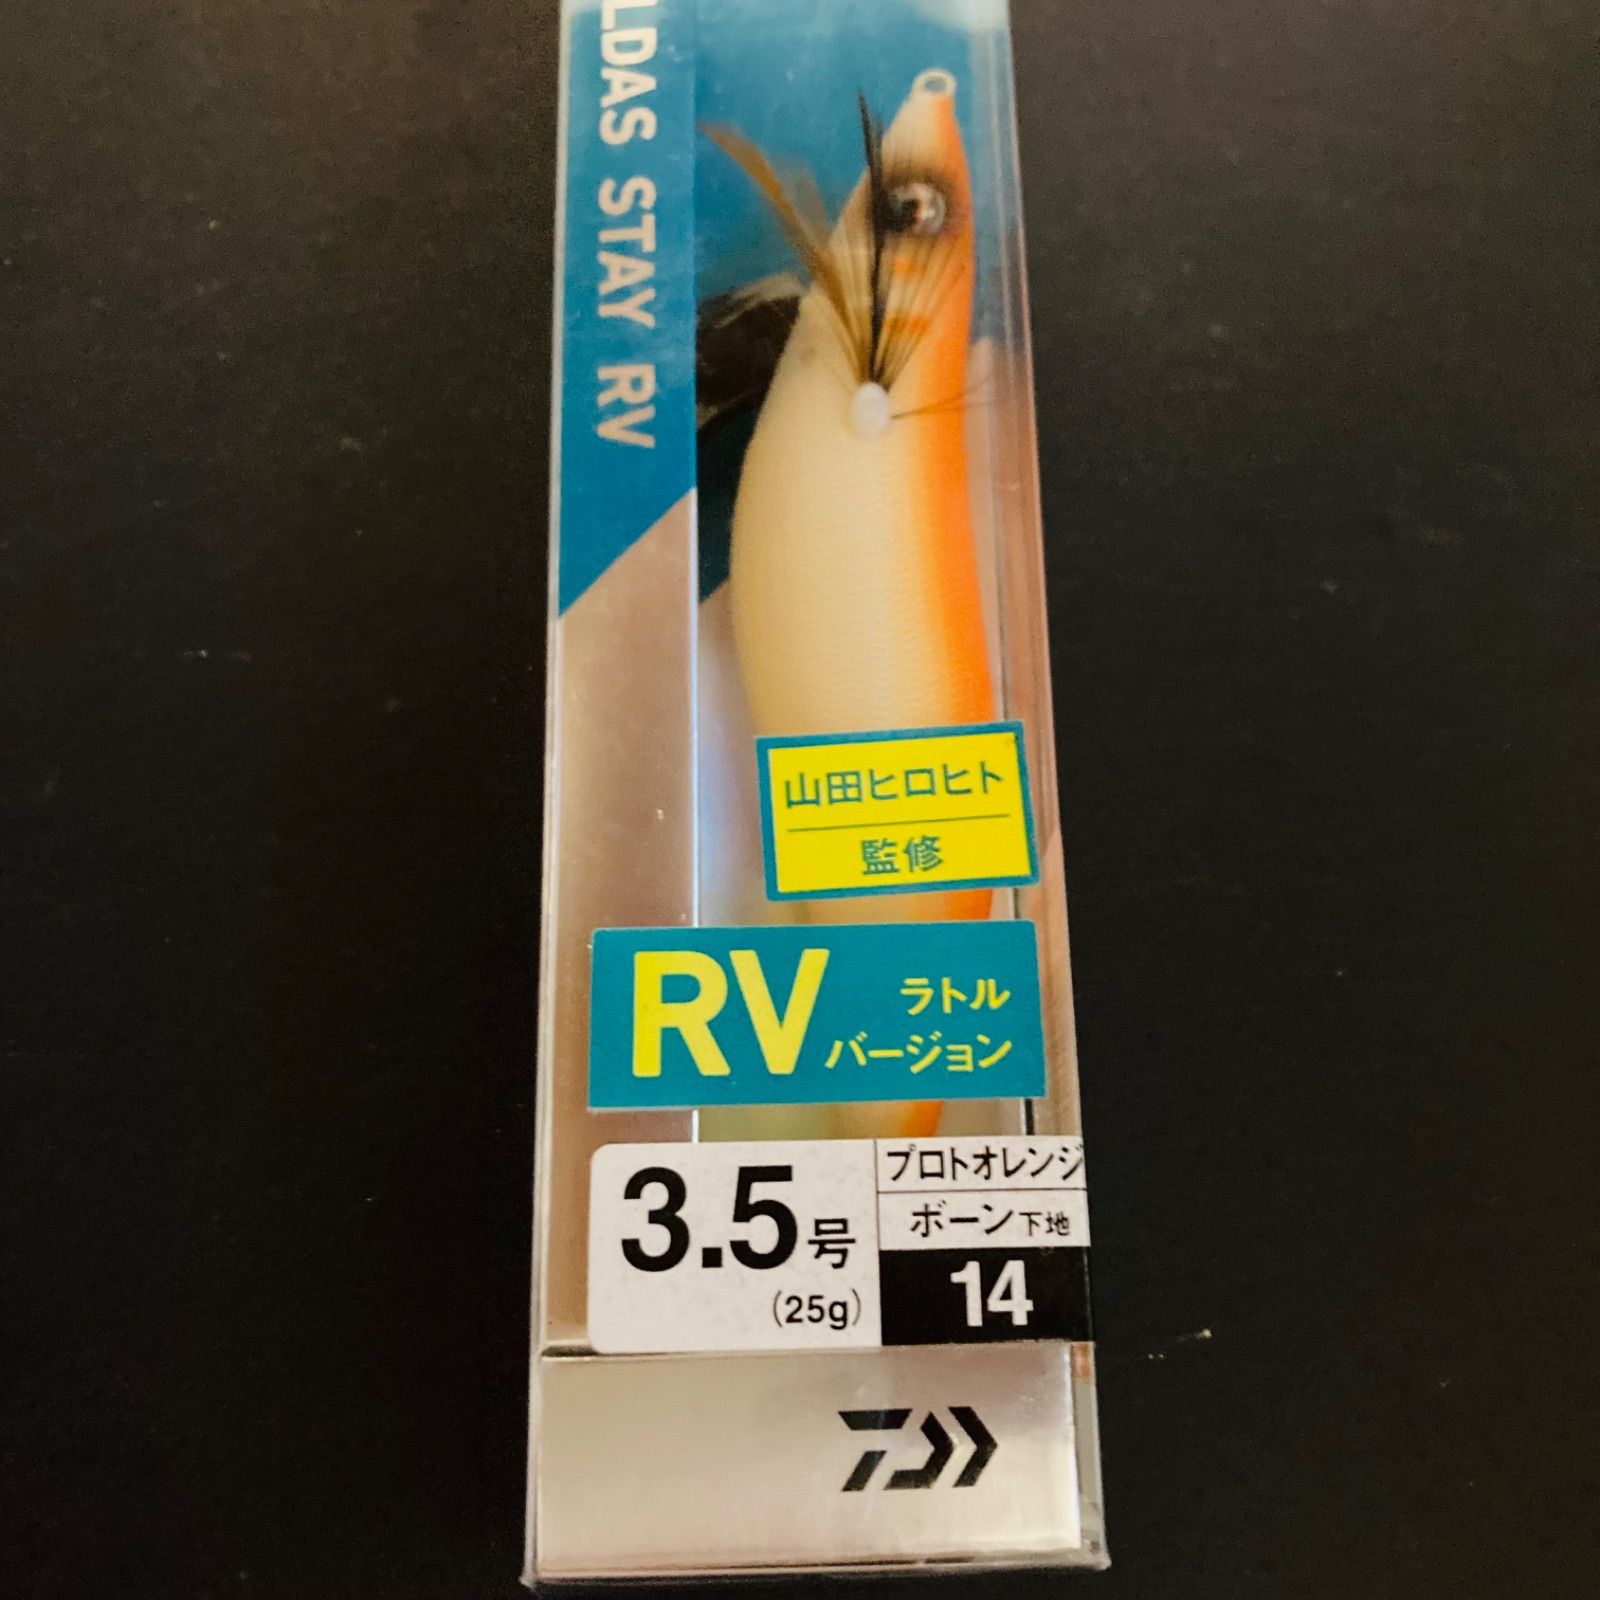 LDAS STAY RV
山田ヒロヒト
監修
RV ラトル
バージョン
3.5号
(25g)
プロトオレンジ
ボーン下地
14